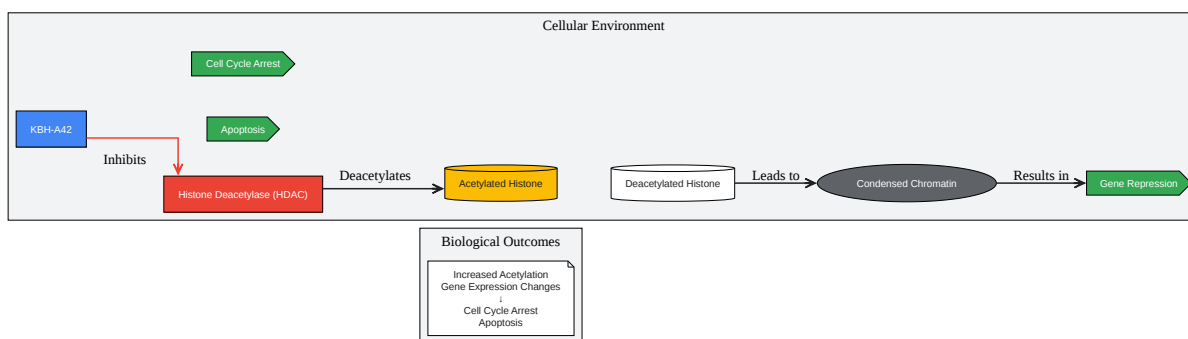 Cellular Environment
Cell Cycle Arrest
KBH-A42
Apoptosis
Inhibits
Histone Deacetylase (HDAC)
Deacetylates
Acetylated Histone
Deacetylated Histone
Leads to
Condensed Chromatin
Results in
Gene Repression
Biological Outcomes
Increased Acetylation
Gene Expression Changes
↓
Cell Cycle Arrest
Apoptosis